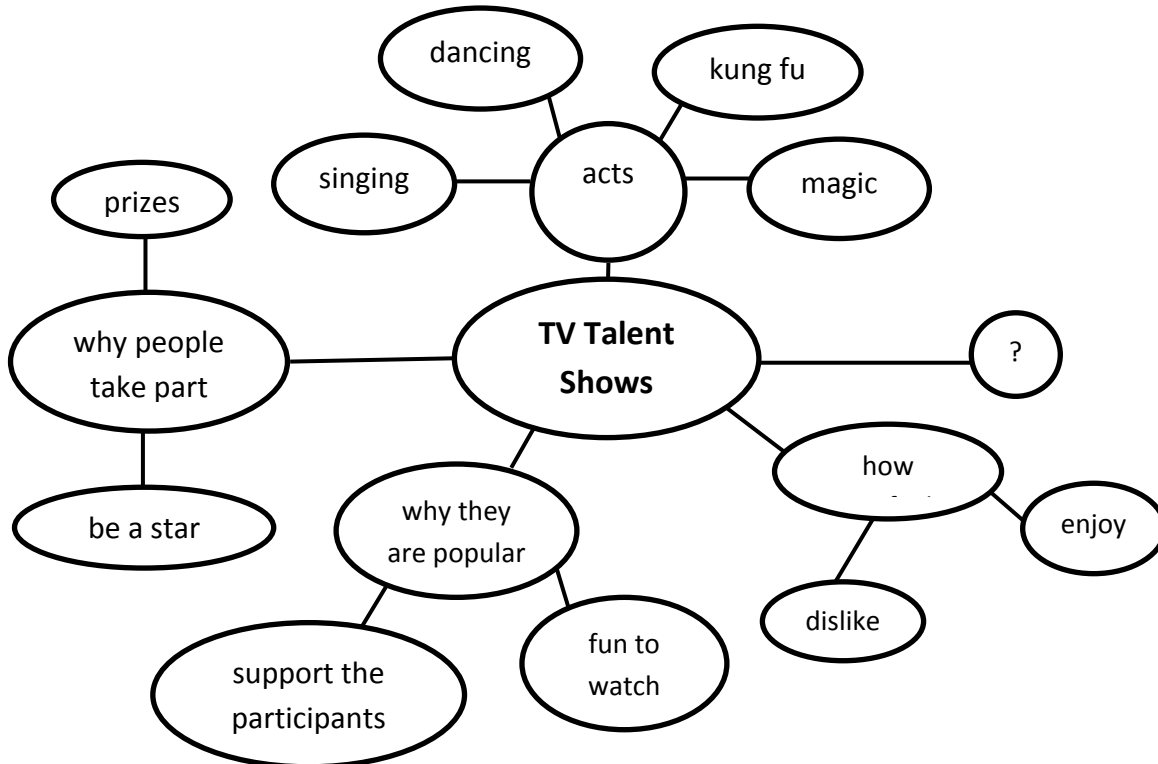 dancing
kung fu
singing
acts
magic
prizes
why people
take part
TV Talent
Shows
?
be a star
why they
are popular
how
enjoy
dislike
support the
participants
fun to
watch